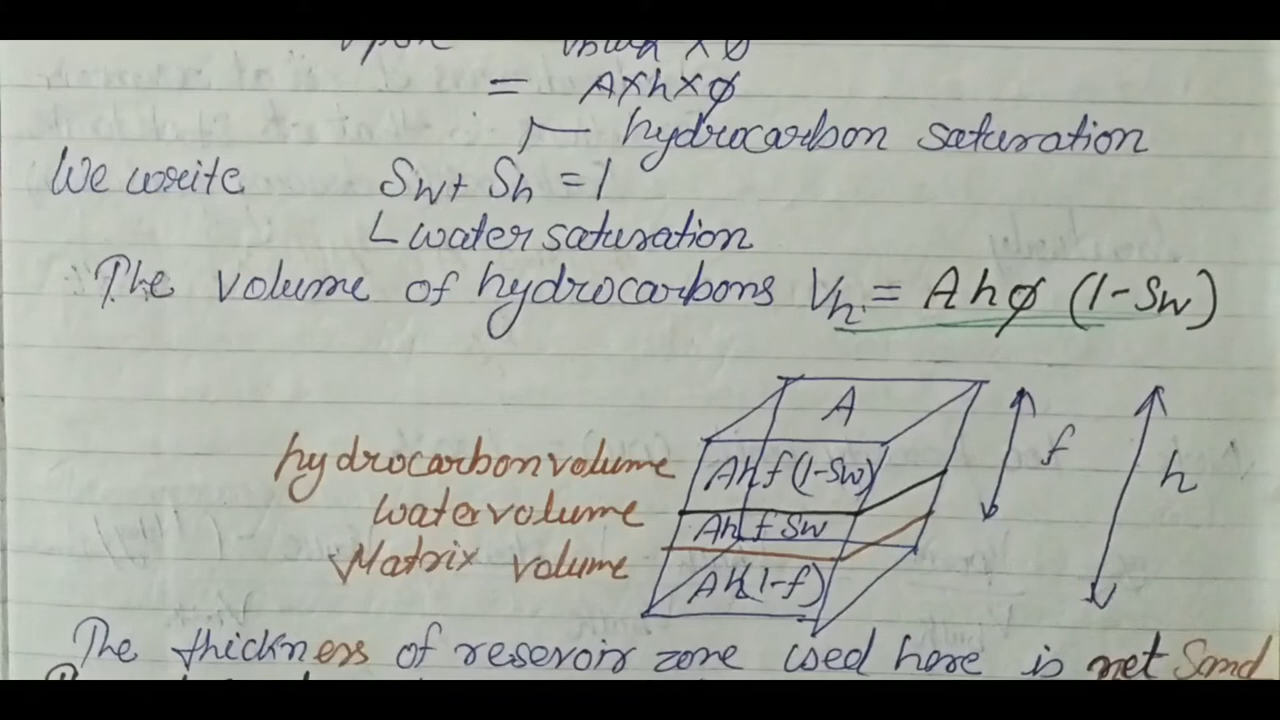 Vpor Vbulk × φ
= A×h×φ
hydrocarbon saturation
We write Sw + Sh = 1
water saturation
The volume of hydrocarbons Vh = A h φ (1-Sw)
A
hydrocarbon volume Ahf(1-Sw) f h
water volume Ah f Sw
Matrix volume Ah(1-f)
The thickness of reservoir zone used here is net Sand